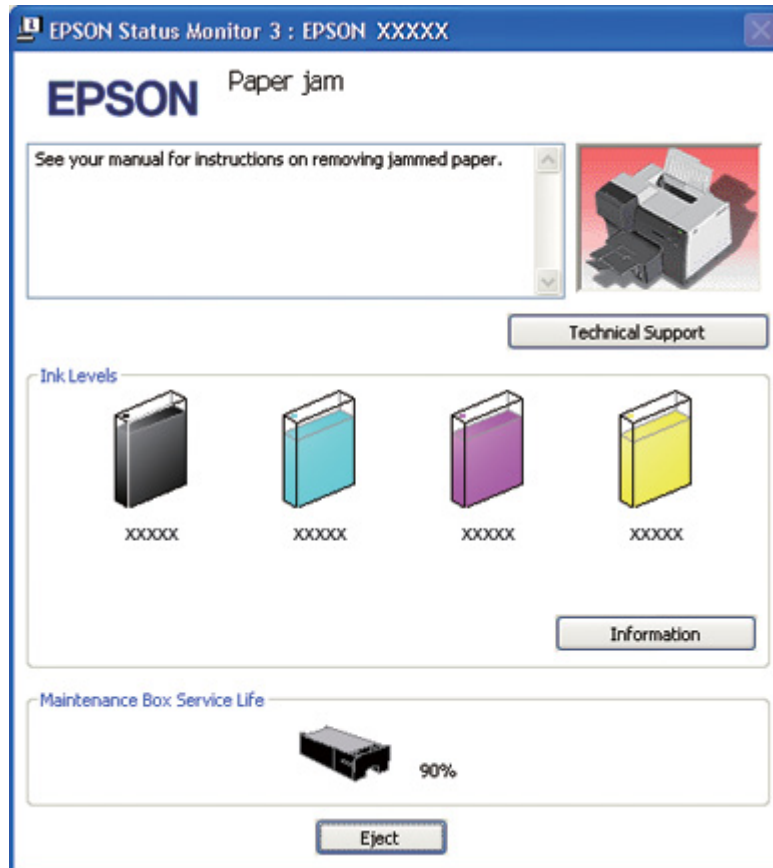 EPSON Status Monitor 3 : EPSON XXXXX
EPSON
Paper jam
See your manual for instructions on removing jammed paper.
Technical Support
Ink Levels
XXXXX XXXXX XXXXX XXXXX
Information
Maintenance Box Service Life
90%
Eject